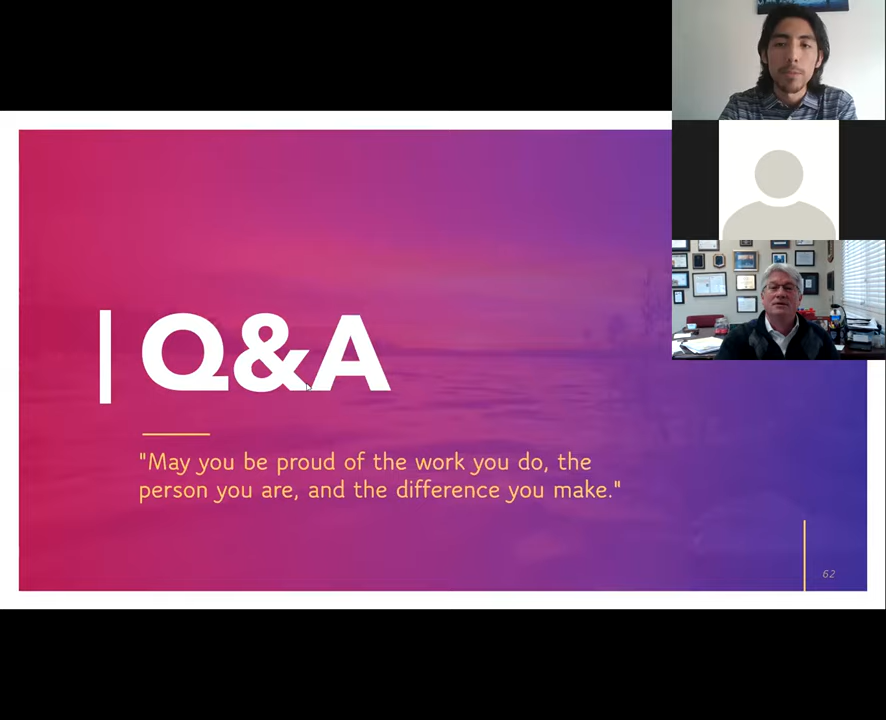 Q&A
"May you be proud of the work you do, the
person you are, and the difference you make."
62